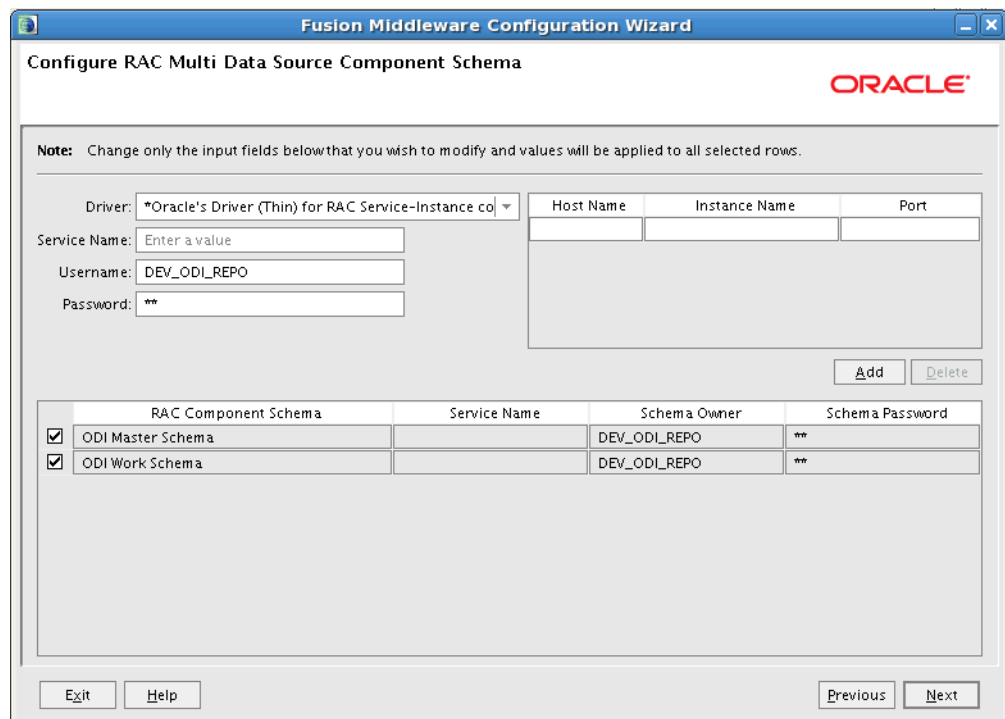 Fusion Middleware Configuration Wizard
Configure RAC Multi Data Source Component Schema
ORACLE
Note: Change only the input fields below that you wish to modify and values will be applied to all selected rows.
Driver: *Oracle's Driver (Thin) for RAC Service-Instance co
Service Name: Enter a value
Username: DEV_ODI_REPO
Password: **
Host Name Instance Name Port
Add Delete
RAC Component Schema Service Name Schema Owner Schema Password
ODI Master Schema DEV_ODI_REPO **
ODI Work Schema DEV_ODI_REPO **
Exit Help Previous Next